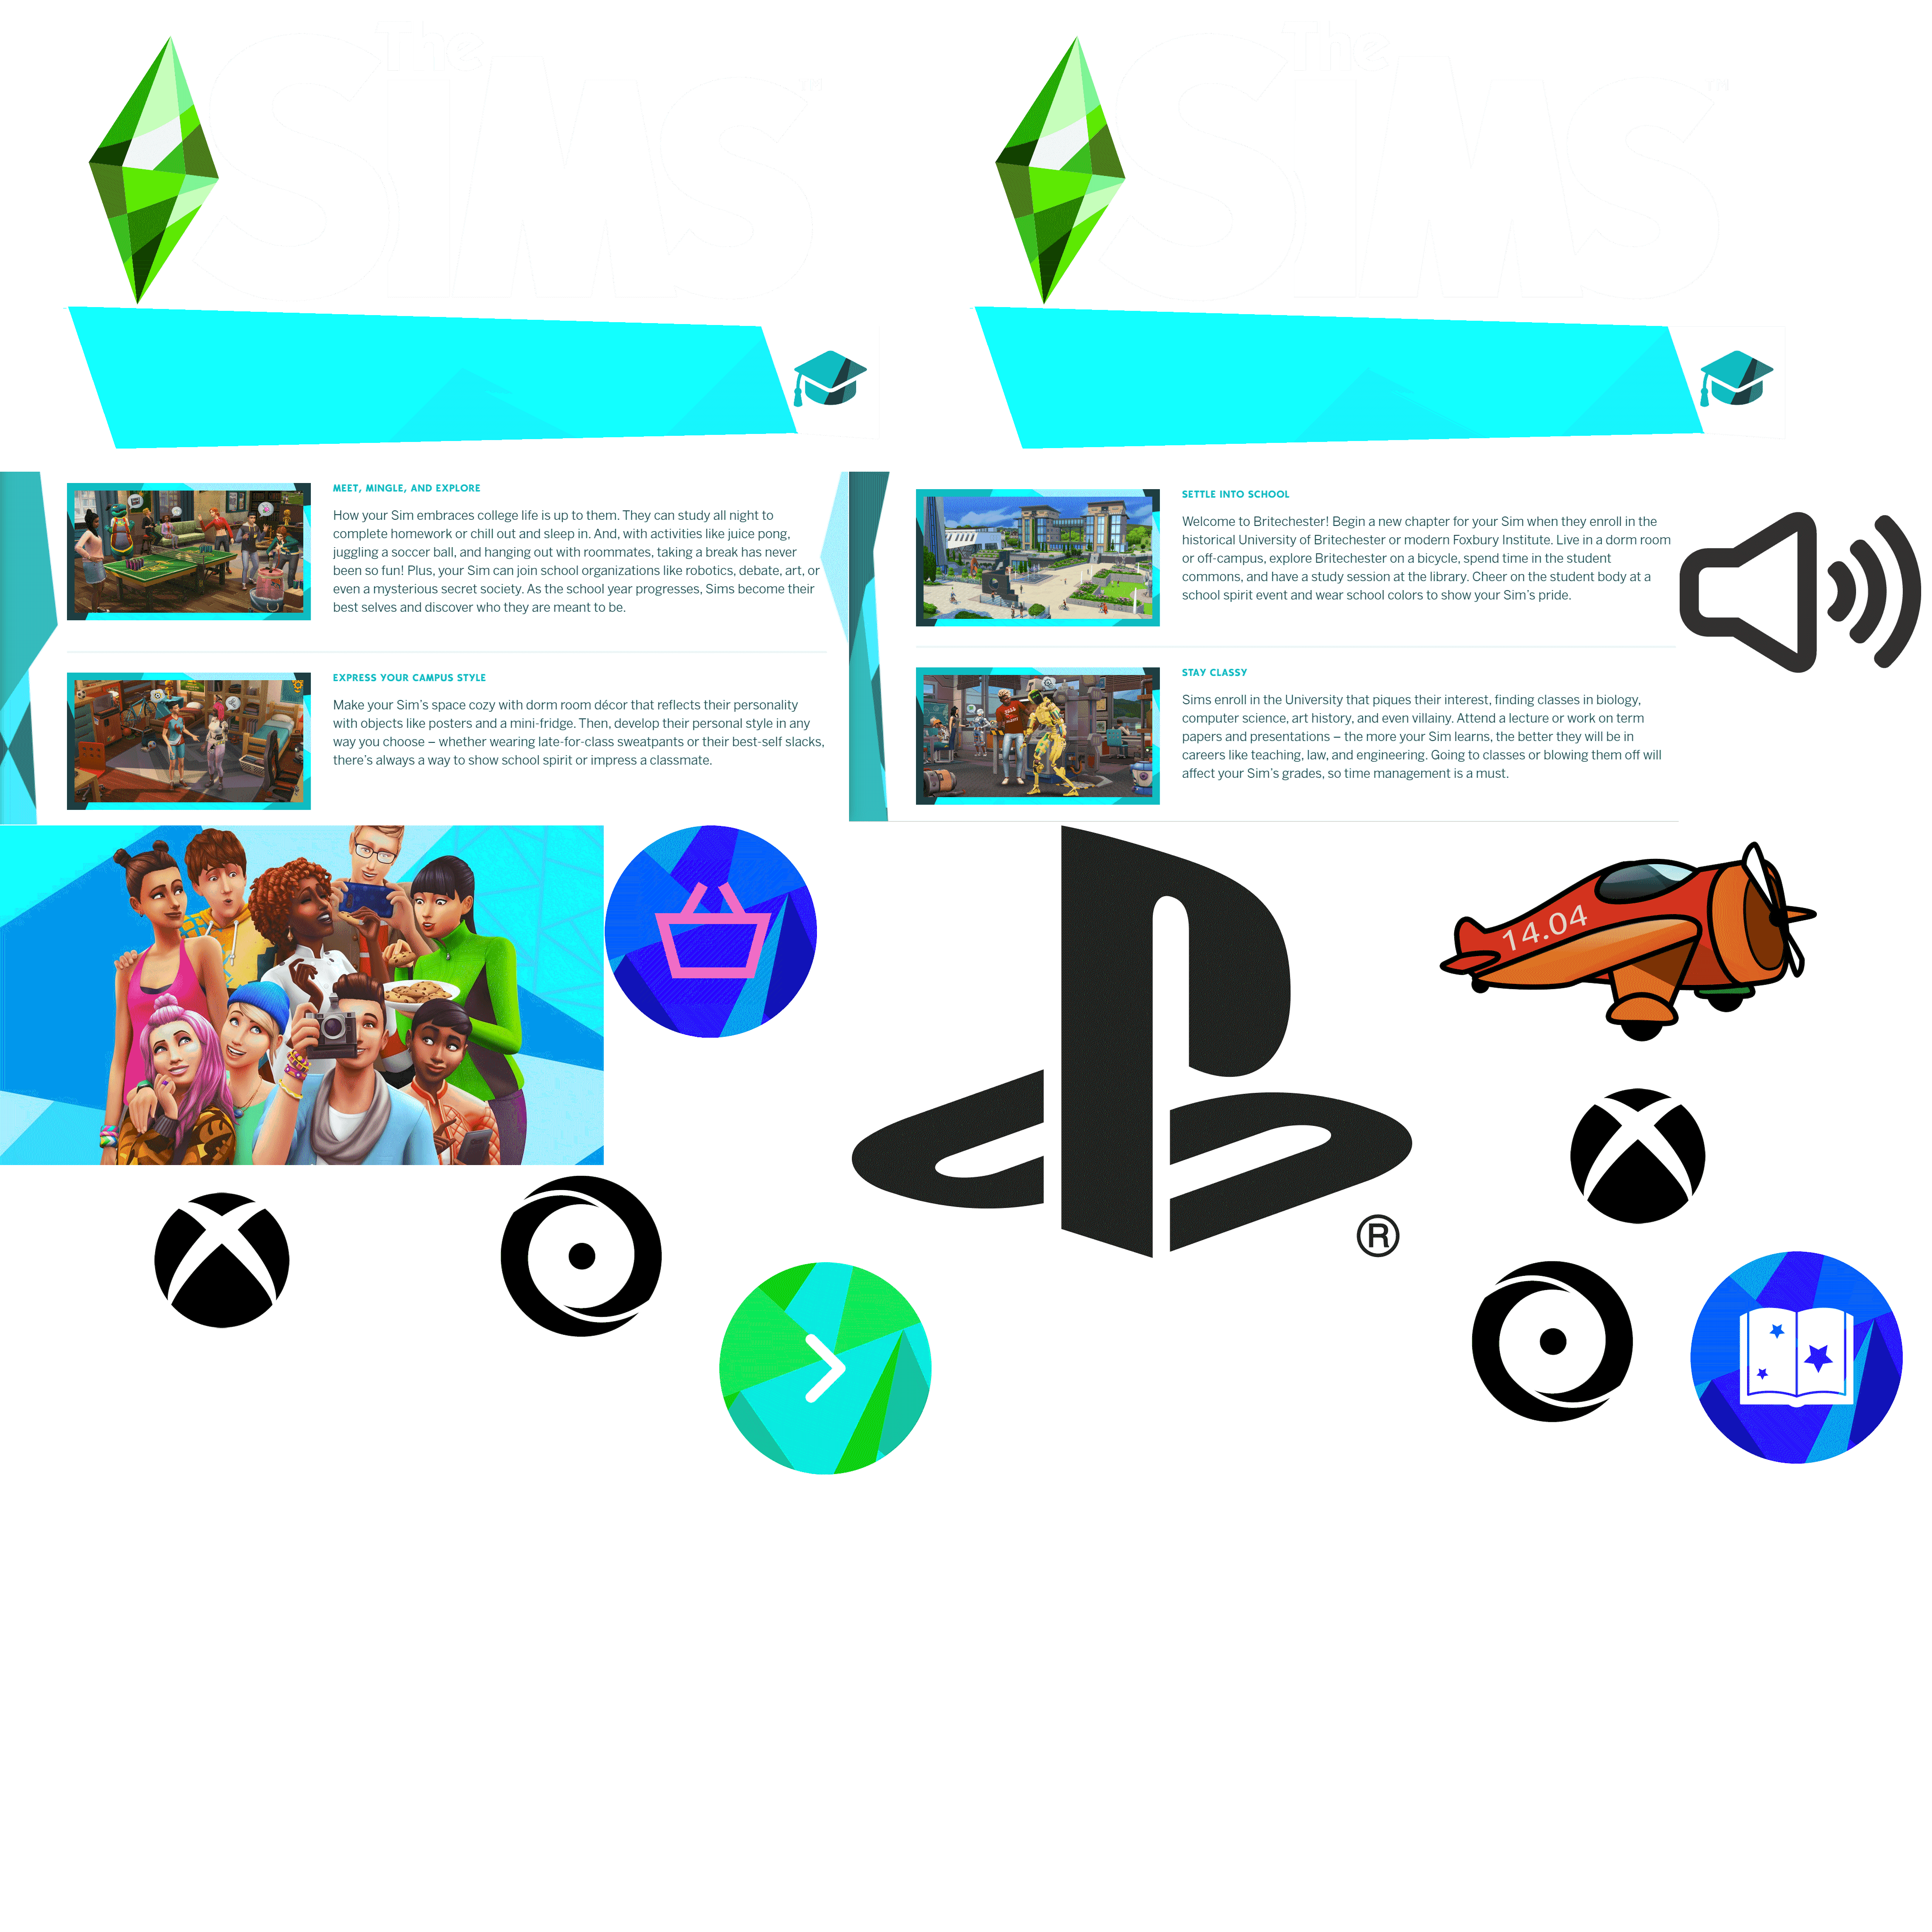 The
SIMS
TM
The
SIMS
TM
MEET, MINGLE, AND EXPLORE
How your Sim embraces college life is up to them. They can study all night to
complete homework or chill out and sleep in. And, with activities like juice pong,
juggling a soccer ball, and hanging out with roommates, taking a break has never
been so fun! Plus, your Sim can join school organizations like robotics, debate, art, or
even a mysterious secret society. As the school year progresses, Sims become their
best selves and discover who they are meant to be.
EXPRESS YOUR CAMPUS STYLE
Make your Sim’s space cozy with dorm room décor that reflects their personality
with objects like posters and a mini-fridge. Then, develop their personal style in any
way you choose – whether wearing late-for-class sweatpants or their best-self slacks,
there’s always a way to show school spirit or impress a classmate.
SETTLE INTO SCHOOL
Welcome to Britechester! Begin a new chapter for your Sim when they enroll in the
historical University of Britechester or modern Foxbury Institute. Live in a dorm room
or off-campus, explore Britechester on a bicycle, spend time in the student
commons, and have a study session at the library. Cheer on the student body at a
school spirit event and wear school colors to show your Sim’s pride.
STAY CLASSY
Sims enroll in the University that piques their interest, finding classes in biology,
computer science, art history, and even villainy. Attend a lecture or work on term
papers and presentations – the more your Sim learns, the better they will be in
careers like teaching, law, and engineering. Going to classes or blowing them off will
affect your Sim’s grades, so time management is a must.
14.04
®